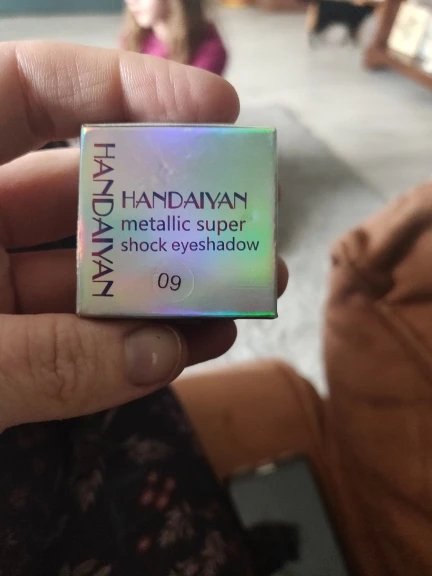 HANDAIYAN
HANDAIYAN
metallic super
shock eyeshadow
09